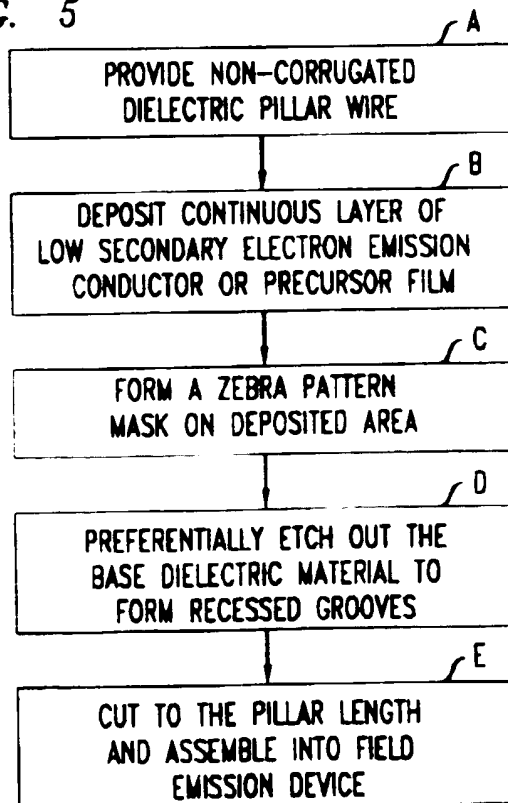 G. 5
A
PROVIDE NON-CORRUGATED
DIELECTRIC PILLAR WIRE
B
DEPOSIT CONTINUOUS LAYER OF
LOW SECONDARY ELECTRON EMISSION
CONDUCTOR OR PRECURSOR FILM
C
FORM A ZEBRA PATTERN
MASK ON DEPOSITED AREA
D
PREFERENTIALLY ETCH OUT THE
BASE DIELECTRIC MATERIAL TO
FORM RECESSED GROOVES
E
CUT TO THE PILLAR LENGTH
AND ASSEMBLE INTO FIELD
EMISSION DEVICE